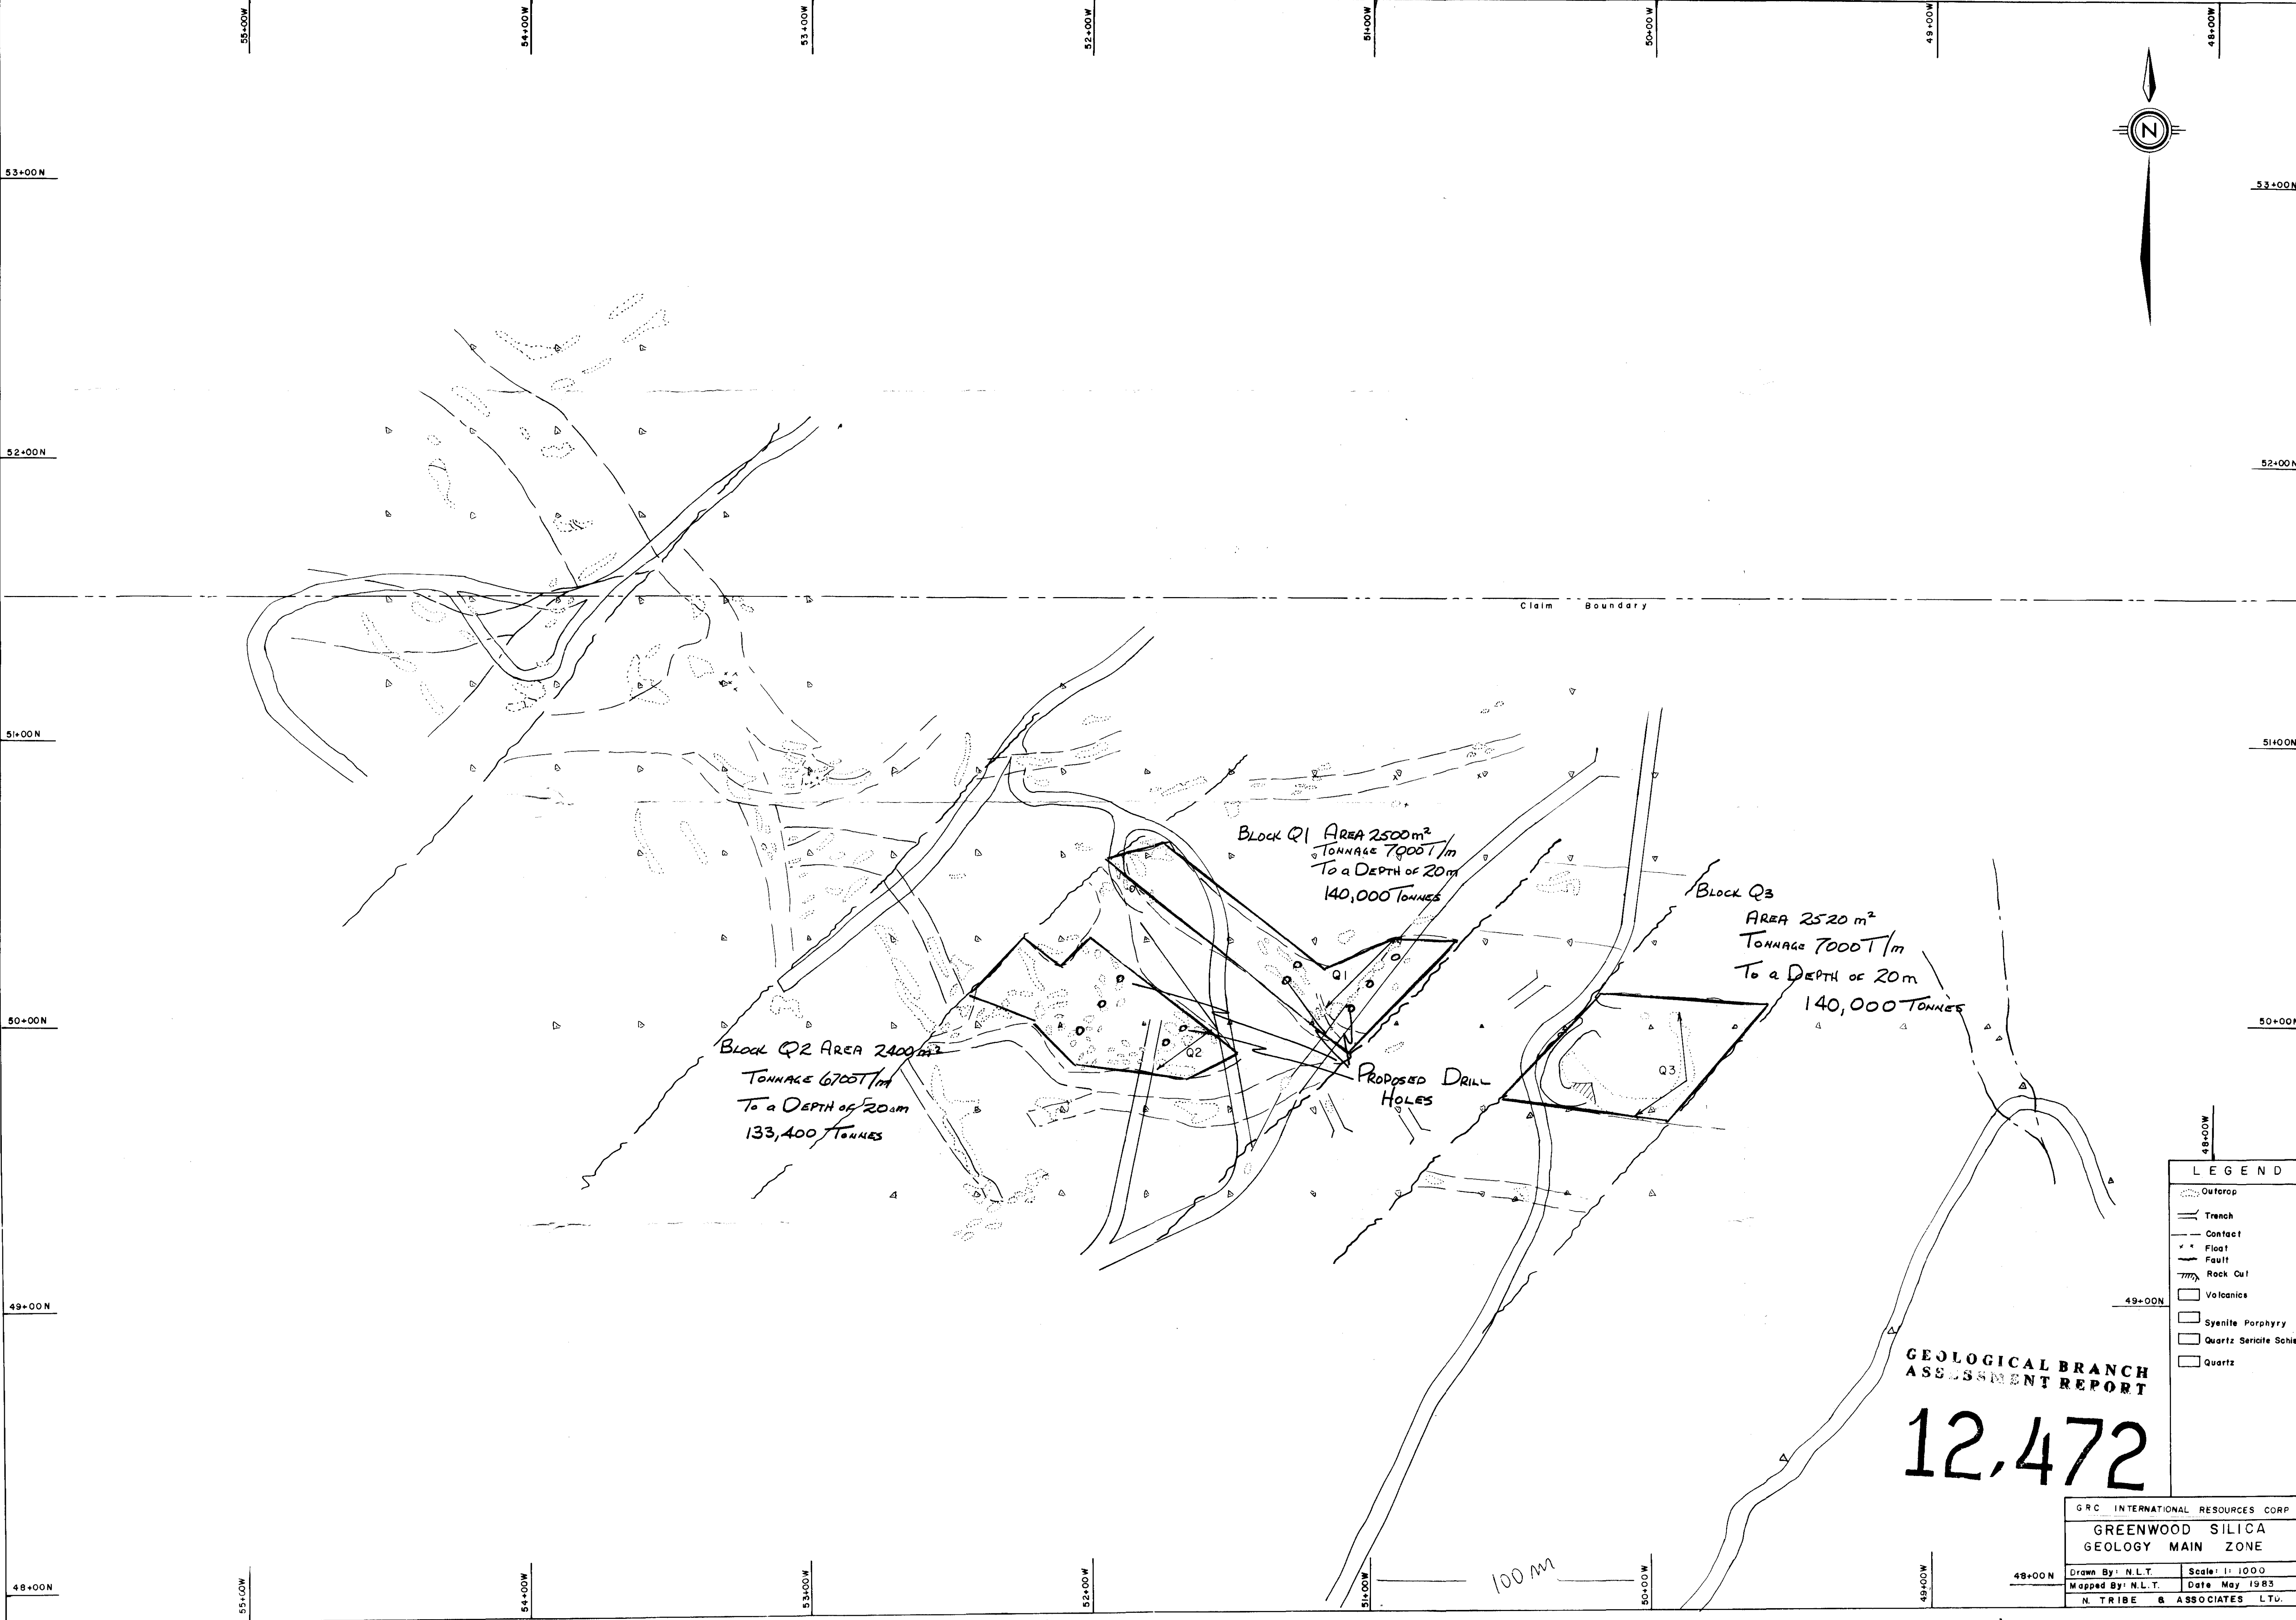 55+00W
54+00W
53+00W
52+00W
51+00W
50+00W
49+00W
48+00W
N
53+00N
53+00N
52+00N
52+00N
Claim Boundary
51+00N
51+00N
BLOCK Q1 AREA 2500 m²
TONNAGE 7000T/m
TO a DEPTH OF 20m
140,000 TONNES
BLOCK Q3
AREA 2520 m²
TONNAGE 7000T/m
To a DEPTH OF 20m
140,000 TONNES
Q1
50+00N
50+00N
BLOCK Q2 AREA 2400 m²
TONNAGE 6700T/m
To a DEPTH OF 20m
133,400 TONNES
Q2
Q3
PROPOSED DRILL
HOLES
48+00W
LEGEND
Outcrop
Trench
Contact
x x Float
Fault
Rock Cut
Volcanics
Syenite Porphyry
Quartz Sericite Schis
Quartz
49+00N
49+00N
GEOLOGICAL BRANCH
ASSESSMENT REPORT
12,472
GRC INTERNATIONAL RESOURCES CORP
GREENWOOD SILICA
GEOLOGY MAIN ZONE
Drawn By: N.L.T. Scale: 1:1000
Mapped By: N.L.T. Date May 1983
N. TRIBE & ASSOCIATES LTD.
48+00N
48+00N
55+00W
54+00W
53+00W
52+00W
51+00W
100 m
50+00W
49+00W